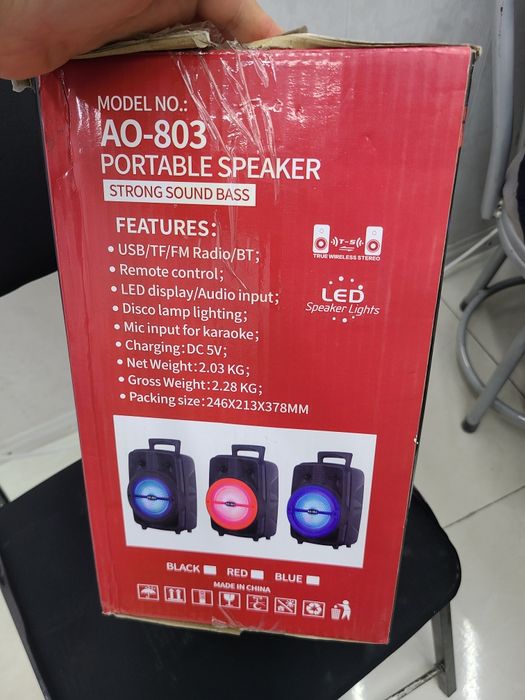 MODEL NO.:
AO-803
PORTABLE SPEAKER
STRONG SOUND BASS
FEATURES:
• USB/TF/FM Radio/BT;
• Remote control;
• LED display/Audio input;
• Disco lamp lighting;
• Mic input for karaoke;
• Charging:DC 5V;
• Net Weight:2.03 KG;
• Gross Weight:2.28 KG;
• Packing size:246X213X378MM
T-S
TRUE WIRELESS STEREO
LED
Speaker Lights
BLACK RED BLUE
MADE IN CHINA